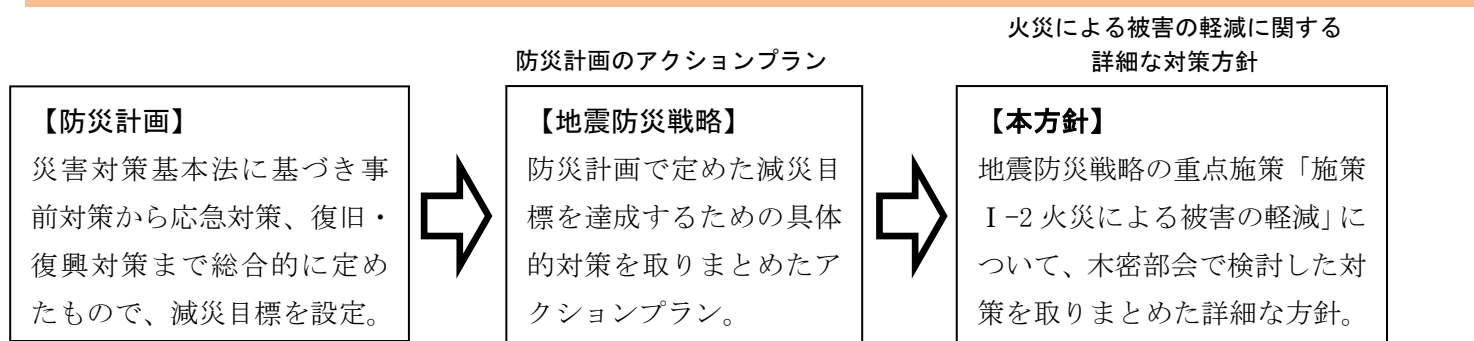 火災による被害の軽減に関する
詳細な対策方針
防災計画のアクションプラン
【防災計画】
災害対策基本法に基づき事
前対策から応急対策、復旧・
復興対策まで総合的に定め
たもので、減災目標を設定。
【地震防災戦略】
防災計画で定めた減災目
標を達成するための具体
的対策を取りまとめたア
クションプラン。
【本方針】
地震防災戦略の重点施策「施策
Ⅰ-2 火災による被害の軽減」に
ついて、木密部会で検討した対
策を取りまとめた詳細な方針。